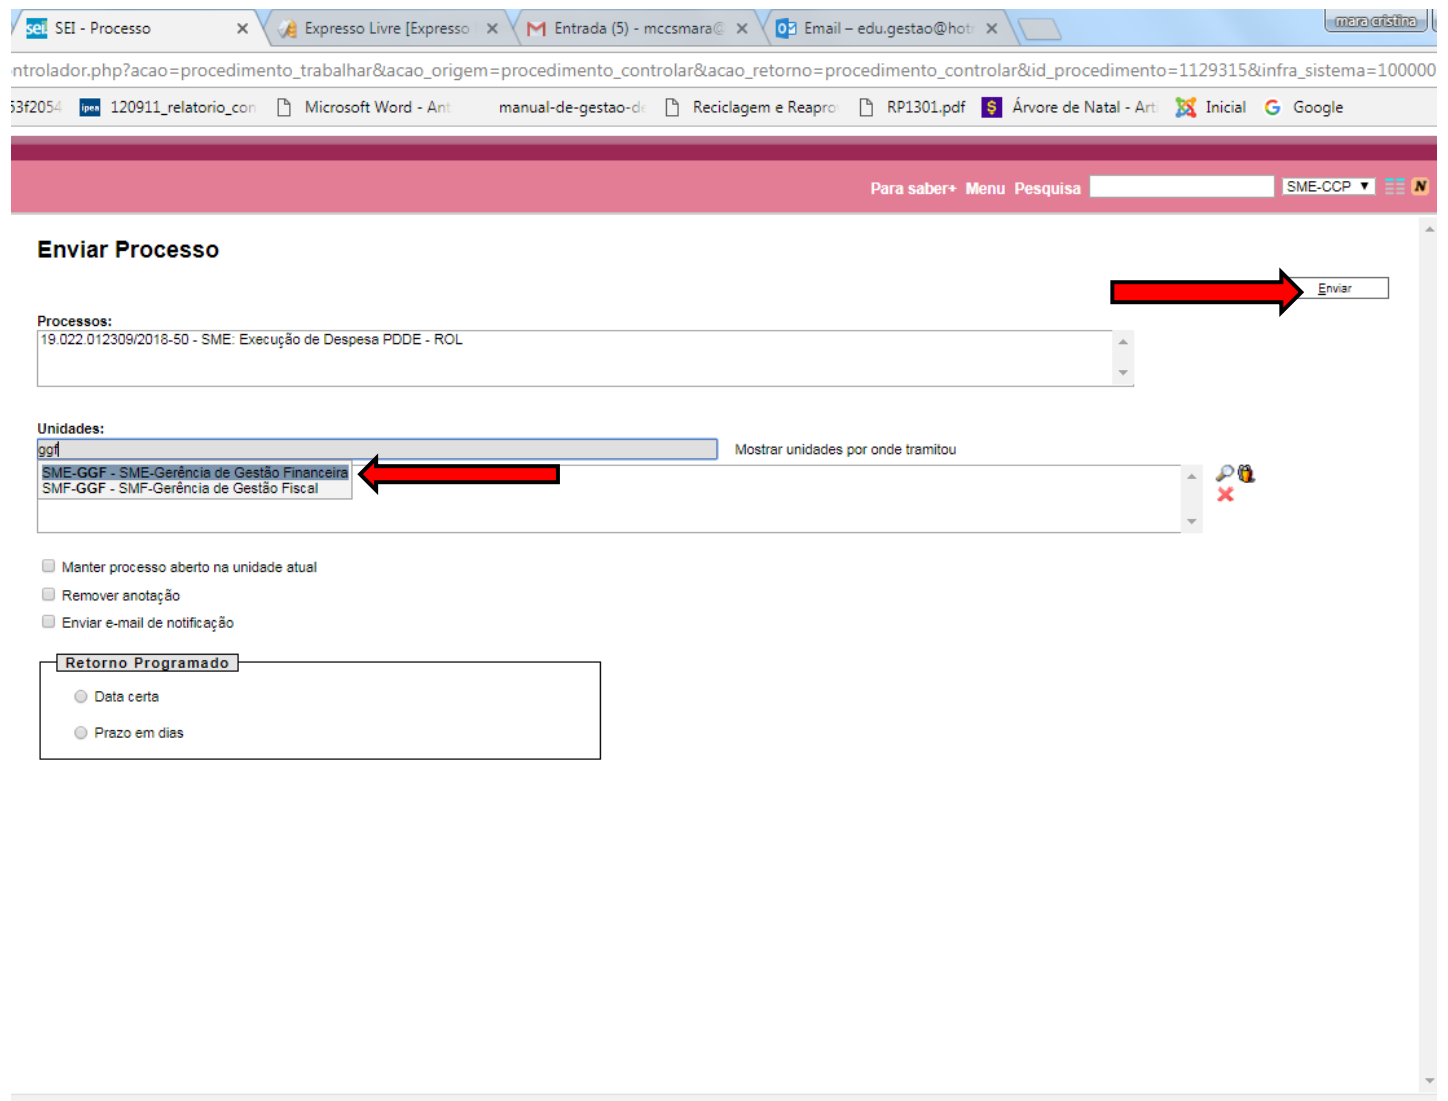 sei! SEI - Processo
Expresso Livre [Expresso
Entrada (5) - mccsmara@
Email – edu.gestao@hot
mara cristina
ntrolador.php?acao=procedimento_trabalhar&acao_origem=procedimento_controlar&acao_retorno=procedimento_controlar&id_procedimento=1129315&infra_sistema=100000
53f2054 ipea 120911_relatorio_con Microsoft Word - Ant manual-de-gestao-de Reciclagem e Reapro RP1301.pdf Árvore de Natal - Art Inicial Google
Para saber+ Menu Pesquisa SME-CCP
Enviar Processo
Enviar
Processos:
19.022.012309/2018-50 - SME: Execução de Despesa PDDE - ROL
Unidades:
ggf Mostrar unidades por onde tramitou
SME-GGF - SME-Gerência de Gestão Financeira
SMF-GGF - SMF-Gerência de Gestão Fiscal
Manter processo aberto na unidade atual
Remover anotação
Enviar e-mail de notificação
Retorno Programado
Data certa
Prazo em dias